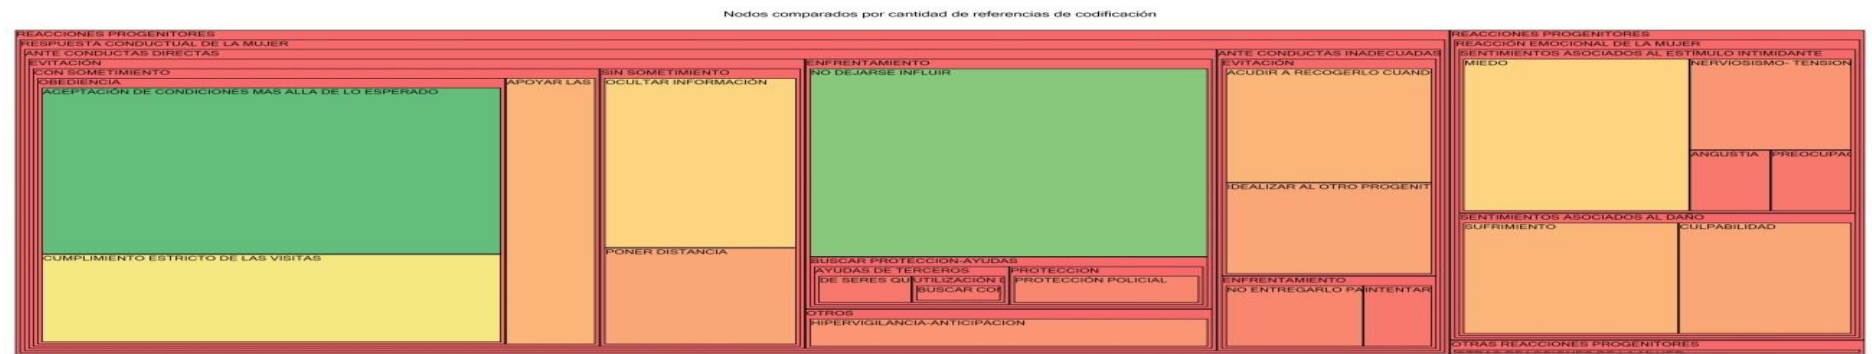 Nodos comparados por cantidad de referencias de codificación
REACCIONES PROGENITORES
RESPUESTA CONDUCTUAL DE LA MUJER
ANTE CONDUCTAS DIRECTAS
EVITACIÓN
CON SOMETIMIENTO
OBEDIENCIA
ACEPTACIÓN DE CONDICIONES MAS ALLA DE LO ESPERADO
CUMPLIMIENTO ESTRICTO DE LAS VISITAS
APOYAR LAS
SIN SOMETIMIENTO
OCULTAR INFORMACIÓN
PONER DISTANCIA
ENFRENTAMIENTO
NO DEJARSE INFLUIR
BUSCAR PROTECCION-AYUDAS
AYUDAS DE TERCEROS
DE SERES QU
UTILIZACIÓN
BUSCAR
PROTECCION
PROTECCIÓN POLICIAL
OTROS
HIPERVIGILANCIA-ANTICIPACION
ANTE CONDUCTAS INADECUADAS
EVITACIÓN
ACUDIR A RECOGERLO CUAND
IDEALIZAR AL OTRO PROGENIT
ENFRENTAMIENTO
NO ENTREGARLO PA
INTENTAR
REACCIONES PROGENITORES
REACCIÓN EMOCIONAL DE LA MUJER
SENTIMIENTOS ASOCIADOS AL ESTÍMULO INTIMIDANTE
MIEDO
NERVIOSISMO- TENSION
ANGUSTIA
PREOCUPA
SENTIMIENTOS ASOCIADOS AL DAÑO
SUFRIMIENTO
CULPABILIDAD
OTRAS REACCIONES PROGENITORES